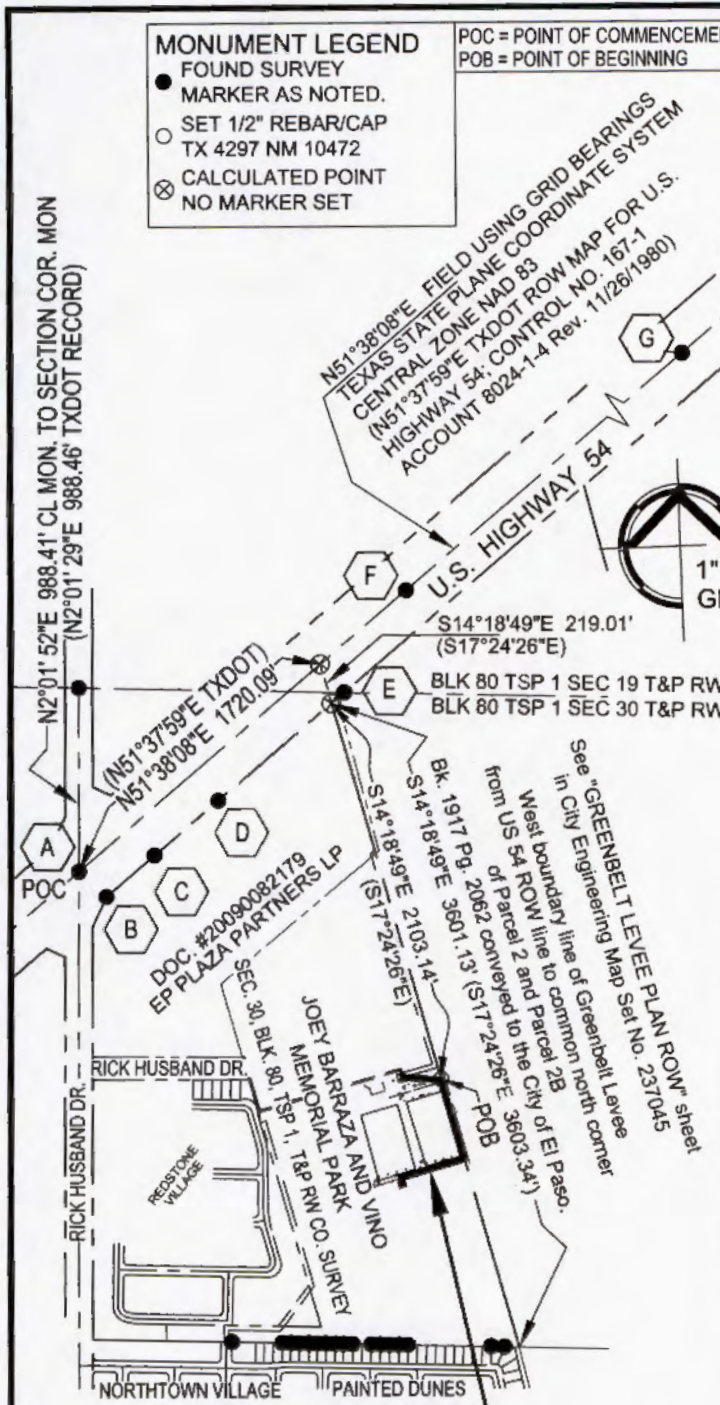 MONUMENT LEGEND
FOUND SURVEY
MARKER AS NOTED.
SET 1/2" REBAR/CAP
TX 4297 NM 10472
CALCULATED POINT
NO MARKER SET
POC = POINT OF COMMENCEME
POB = POINT OF BEGINNING
N2°01' 52"E 988.41' CL MON. TO SECTION COR. MON
(N2°01' 29"E 988.46' TXDOT RECORD)
N51°38'08"E FIELD USING GRID BEARINGS
TEXAS STATE PLANE COORDINATE SYSTEM
CENTRAL ZONE NAD 83
(N51°37'59"E TXDOT ROW MAP FOR U.S.
HIGHWAY 54; CONTROL NO. 167-1
ACCOUNT 8024-1-4 Rev. 11/26/1980)
G
U.S. HIGHWAY 54
1"
F
S14°18'49"E 219.01'
(S17°24'26"E)
E
BLK 80 TSP 1 SEC 19 T&P RW
BLK 80 TSP 1 SEC 30 T&P RW
(N51°37'59"E TXDOT)
N51°38'08"E 1720.09'
A
POC
B
C
D
DOC. #20090082179
EP PLAZA PARTNERS LP
S14°18'49"E 2103.14'
(S17°24'26"E)
S14°18'49"E 3601.13' (S17°24'26"E 3603.34')
Bk. 1917 Pg. 2062 conveyed to the City of El Paso.
See "GREENBELT LEVEE PLAN ROW" sheet
in City Engineering Map Set No. 237045
West boundary line of Greenbelt Levee
from US 54 ROW line to common north corner
of Parcel 2 and Parcel 2B
SEC. 30, BLK. 80, TSP 1, T&P RW CO. SURVEY
JOEY BARRAZA AND VINO
MEMORIAL PARK
POB
RICK HUSBAND DR.
RICK HUSBAND DR.
REDSTONE
VILLAGE
NORTHTOWN VILLAGE
PAINTED DUNES